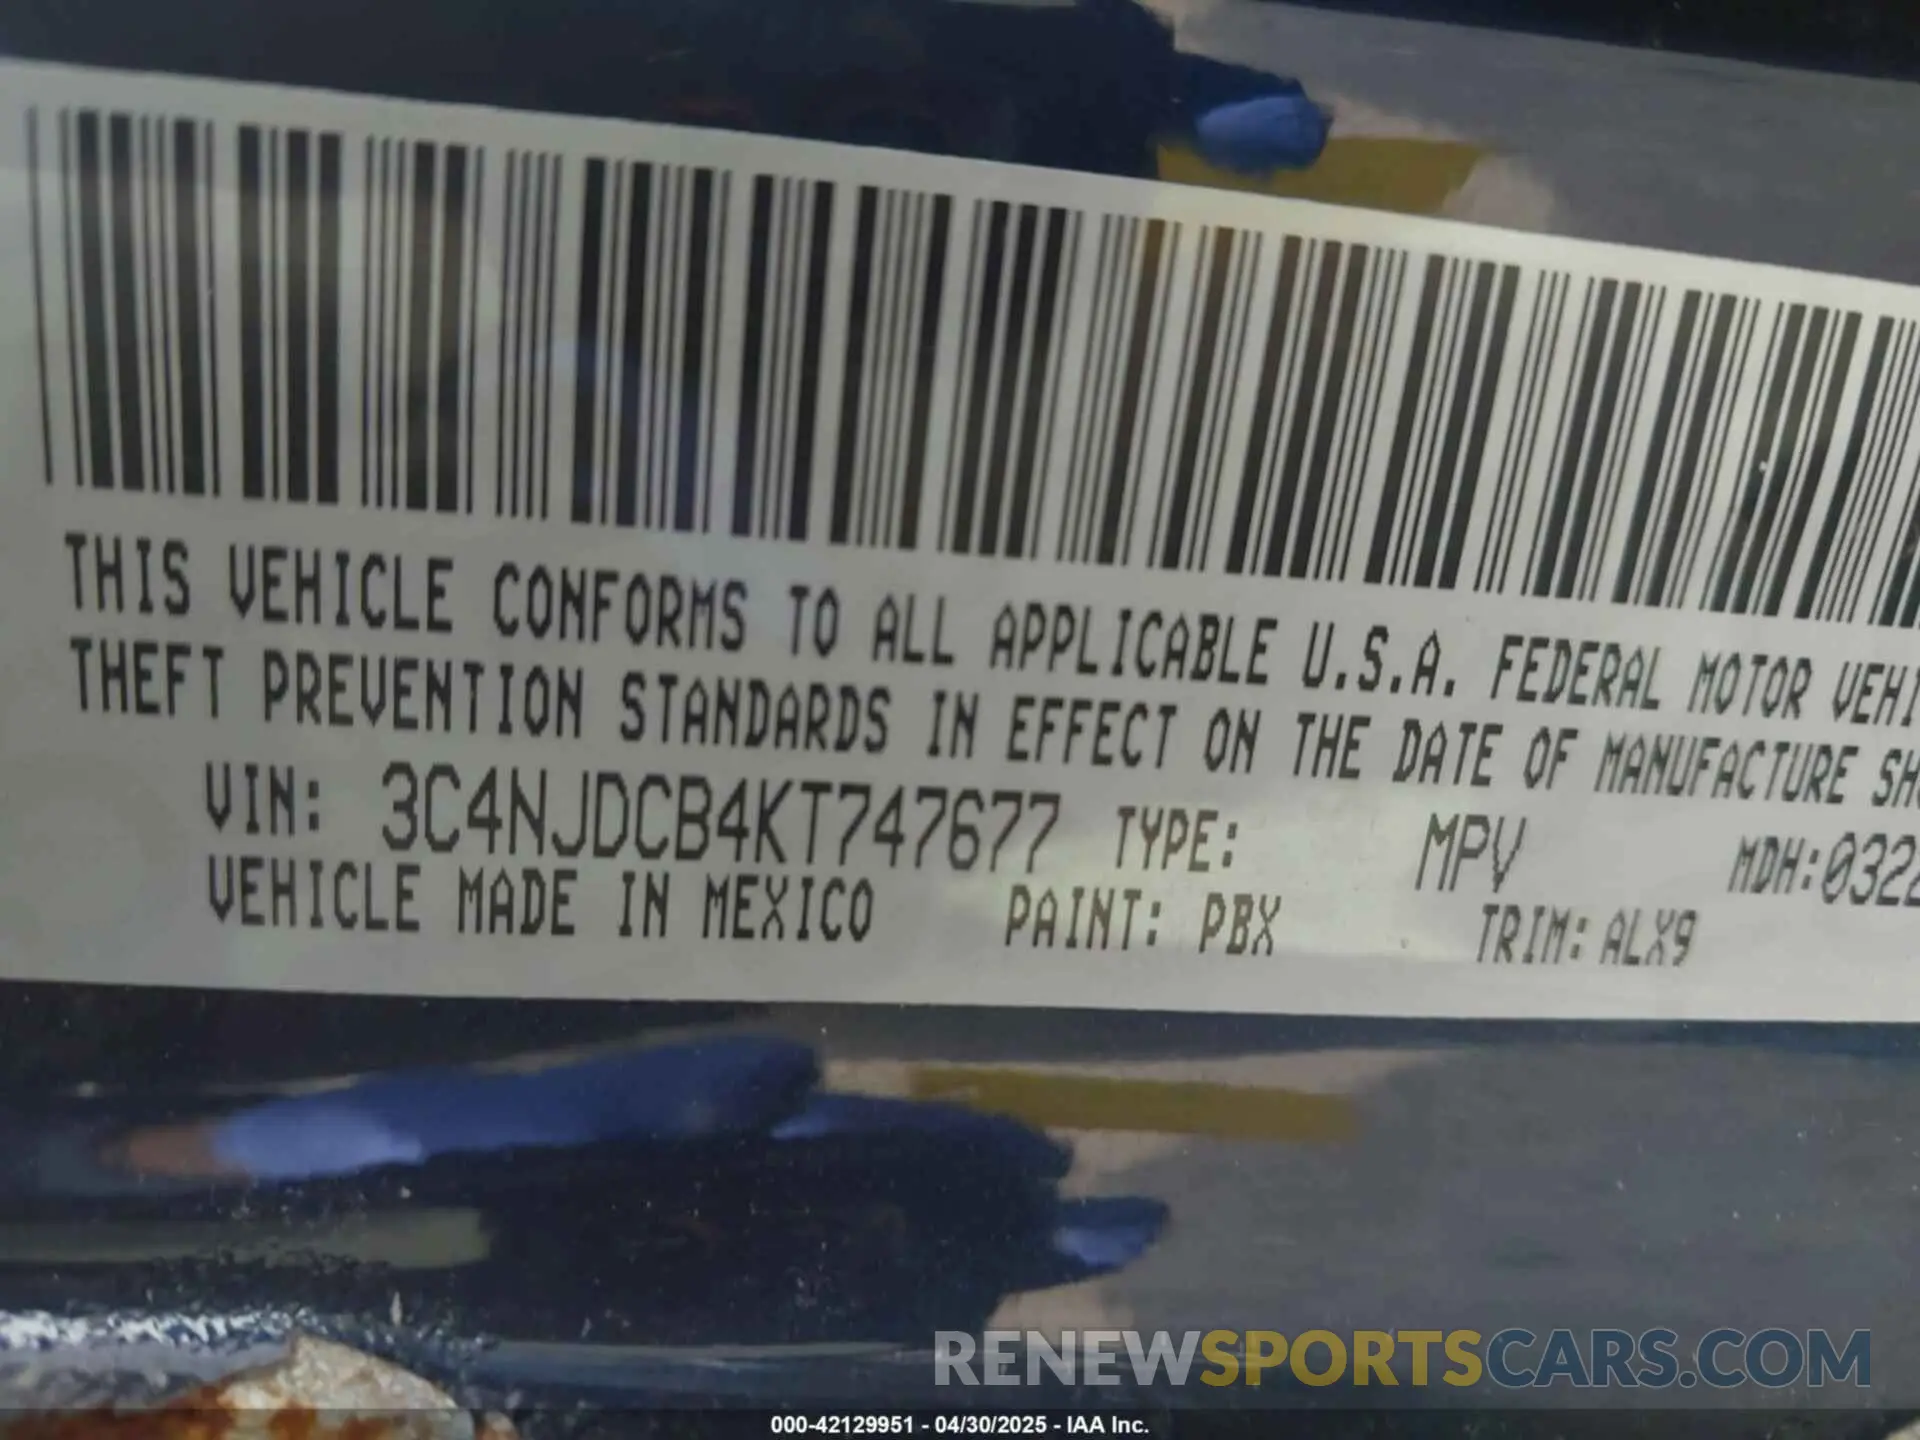 THIS VEHICLE CONFORMS TO ALL APPLICABLE U.S.A. FEDERAL MOTOR VEHI
THEFT PREVENTION STANDARDS IN EFFECT ON THE DATE OF MANUFACTURE SH
VIN: 3C4NJDCB4KT747677 TYPE: MPV MDH:0322
VEHICLE MADE IN MEXICO PAINT: PBX TRIM: ALX9
RENEWSPORTSCARS.COM
000-42129951 - 04/30/2025 - IAA Inc.